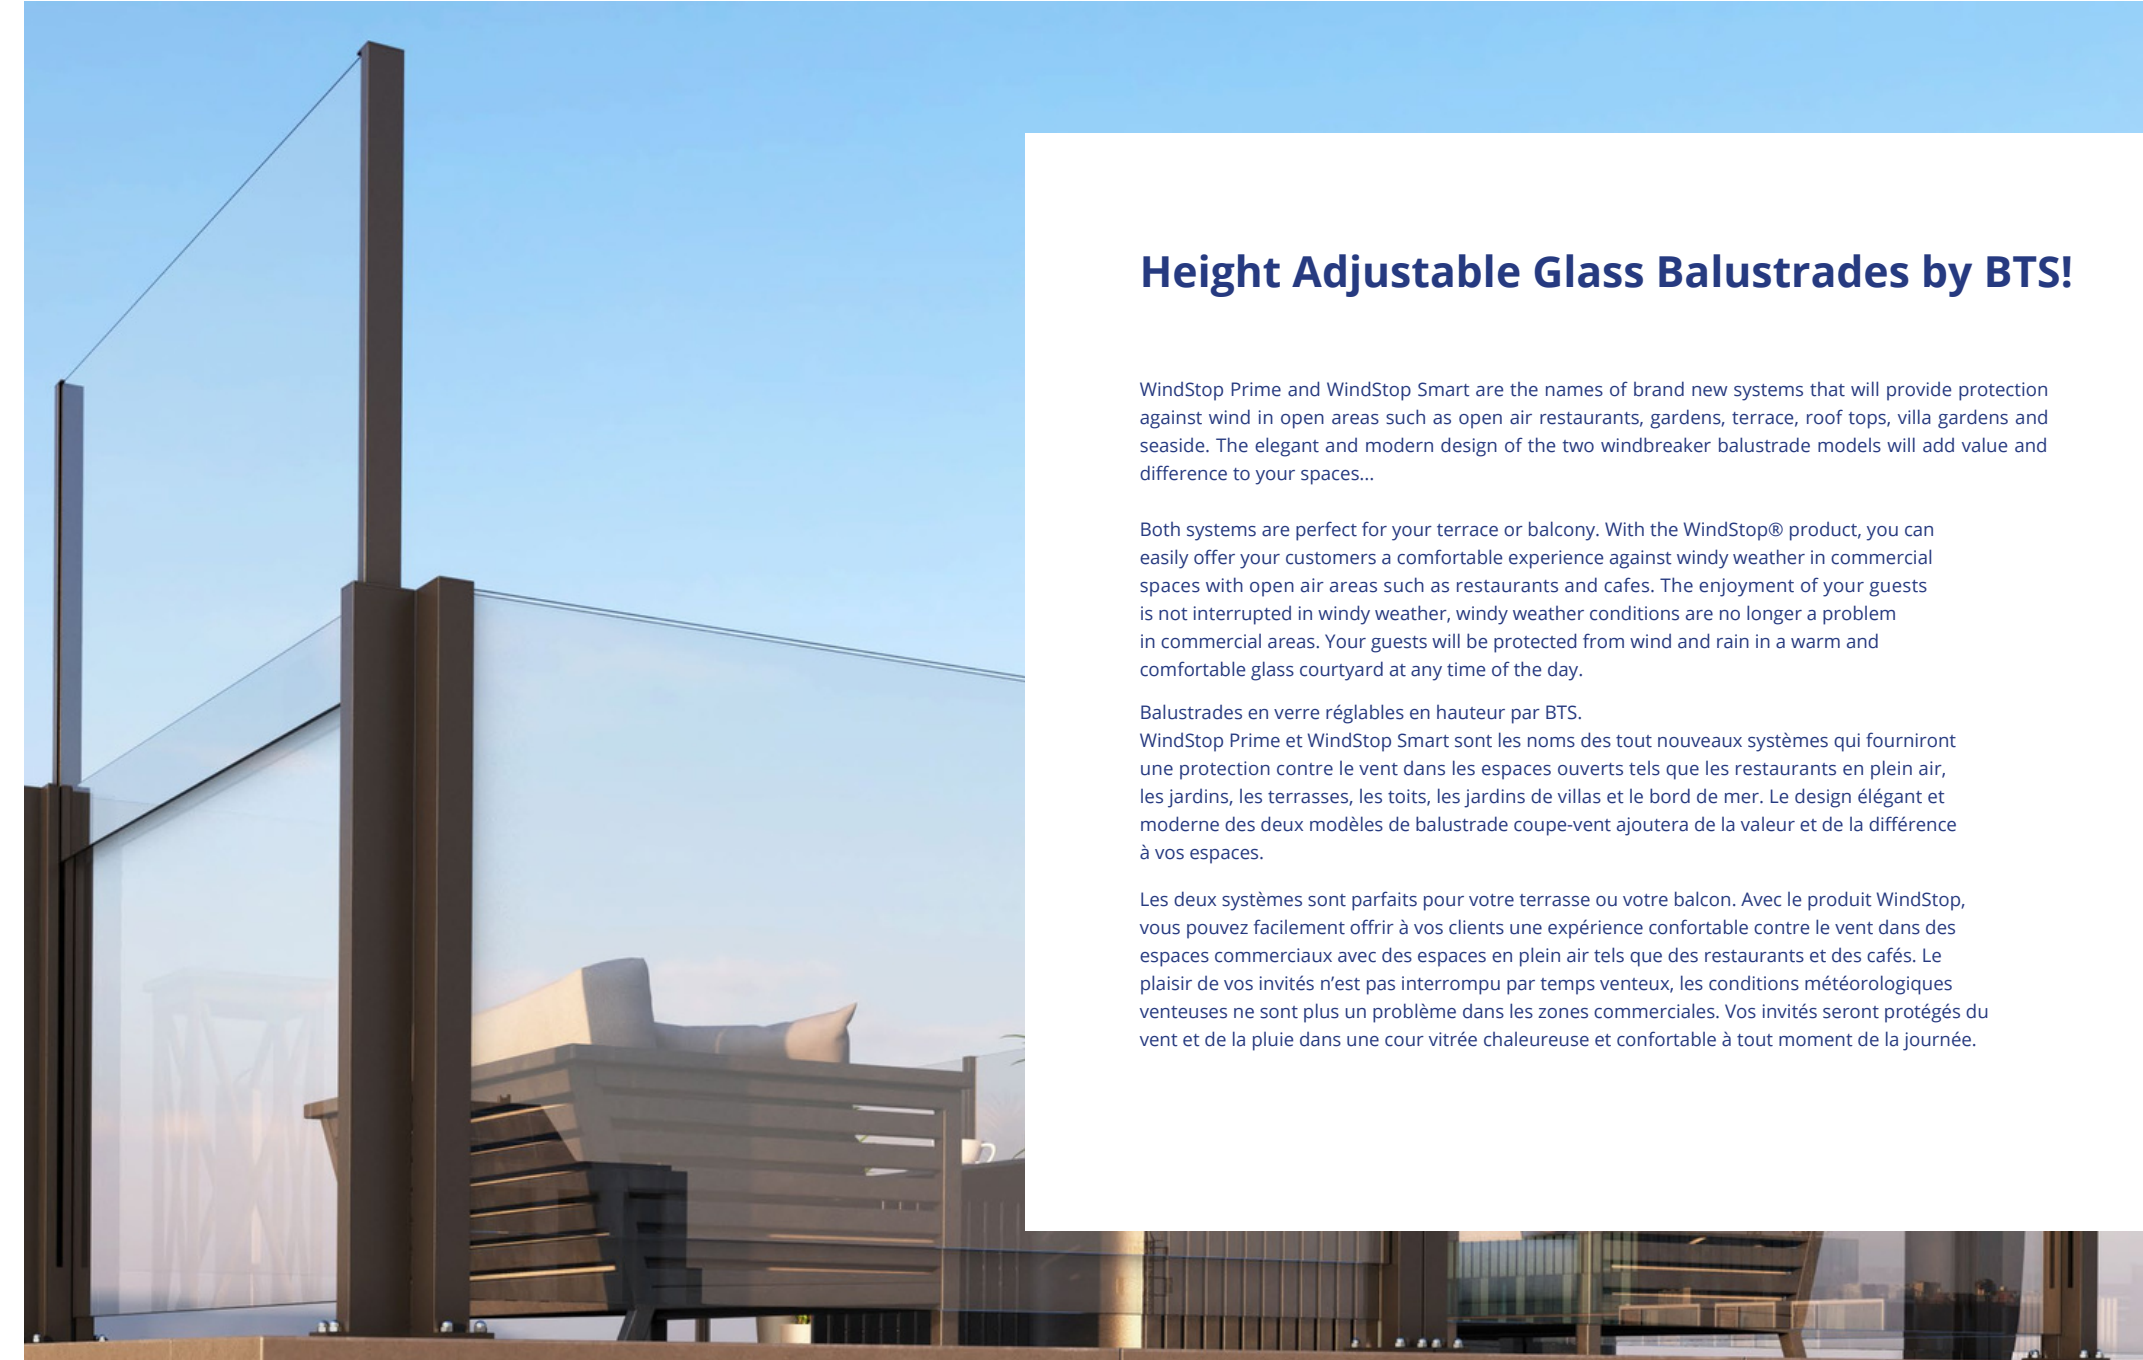 Height Adjustable Glass Balustrades by BTS!
WindStop Prime and WindStop Smart are the names of brand new systems that will provide protection
against wind in open areas such as open air restaurants, gardens, terrace, roof tops, villa gardens and
seaside. The elegant and modern design of the two windbreaker balustrade models will add value and
difference to your spaces...
Both systems are perfect for your terrace or balcony. With the WindStop® product, you can
easily offer your customers a comfortable experience against windy weather in commercial
spaces with open air areas such as restaurants and cafes. The enjoyment of your guests
is not interrupted in windy weather, windy weather conditions are no longer a problem
in commercial areas. Your guests will be protected from wind and rain in a warm and
comfortable glass courtyard at any time of the day.
Balustrades en verre réglables en hauteur par BTS.
WindStop Prime et WindStop Smart sont les noms des tout nouveaux systèmes qui fourniront
une protection contre le vent dans les espaces ouverts tels que les restaurants en plein air,
les jardins, les terrasses, les toits, les jardins de villas et le bord de mer. Le design élégant et
moderne des deux modèles de balustrade coupe-vent ajoutera de la valeur et de la différence
à vos espaces.
Les deux systèmes sont parfaits pour votre terrasse ou votre balcon. Avec le produit WindStop,
vous pouvez facilement offrir à vos clients une expérience confortable contre le vent dans des
espaces commerciaux avec des espaces en plein air tels que des restaurants et des cafés. Le
plaisir de vos invités n’est pas interrompu par temps venteux, les conditions météorologiques
venteuses ne sont plus un problème dans les zones commerciales. Vos invités seront protégés du
vent et de la pluie dans une cour vitrée chaleureuse et confortable à tout moment de la journée.